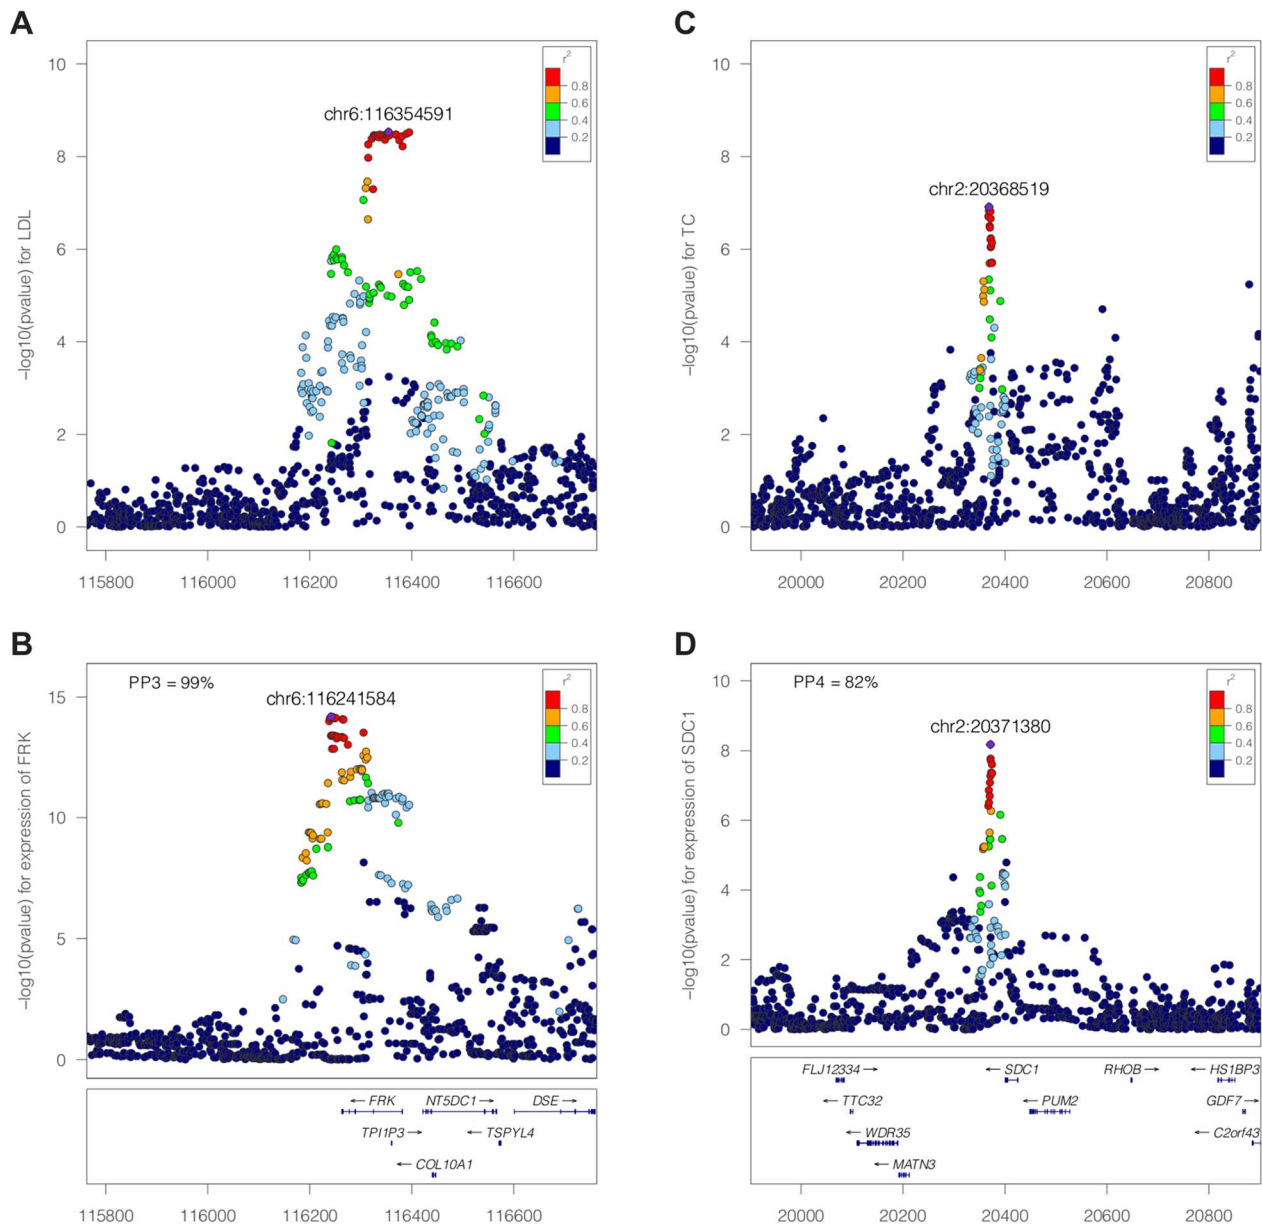 A
−log10(pvalue) for LDL
10
8
6
4
2
0
chr6:116354591
r2
0.8
0.6
0.4
0.2
115800 116000 116200 116400 116600
C
−log10(pvalue) for TC
10
8
6
4
2
0
chr2:20368519
r2
0.8
0.6
0.4
0.2
20000 20200 20400 20600 20800
B
−log10(pvalue) for expression of FRK
15
10
5
0
PP3 = 99%
chr6:116241584
r2
0.8
0.6
0.4
0.2
← FRK NT5DC1 → DSE →
TPI1P3 → ← TSPYL4
← COL10A1
115800 116000 116200 116400 116600
D
−log10(pvalue) for expression of SDC1
10
8
6
4
2
0
PP4 = 82%
chr2:20371380
r2
0.8
0.6
0.4
0.2
FLJ12334 → ← SDC1 RHOB → ← HS1BP3
← TTC32 ← PUM2 GDF7 →
← WDR35 ← C2orf43
← MATN3
20000 20200 20400 20600 20800